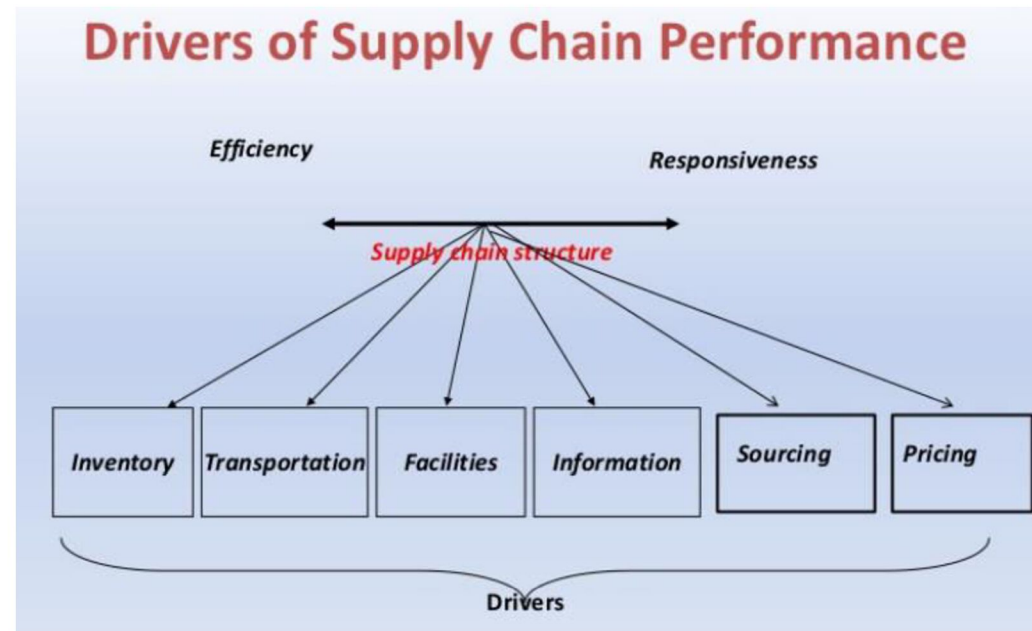 Drivers of Supply Chain Performance
Efficiency
Responsiveness
Supply chain structure
Inventory
Transportation
Facilities
Information
Sourcing
Pricing
Drivers